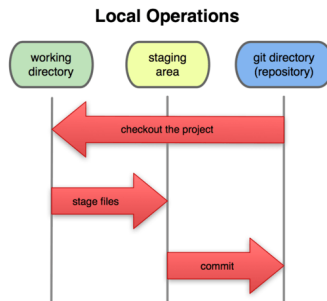 Local Operations
working
directory
staging
area
git directory
(repository)
checkout the project
stage files
commit